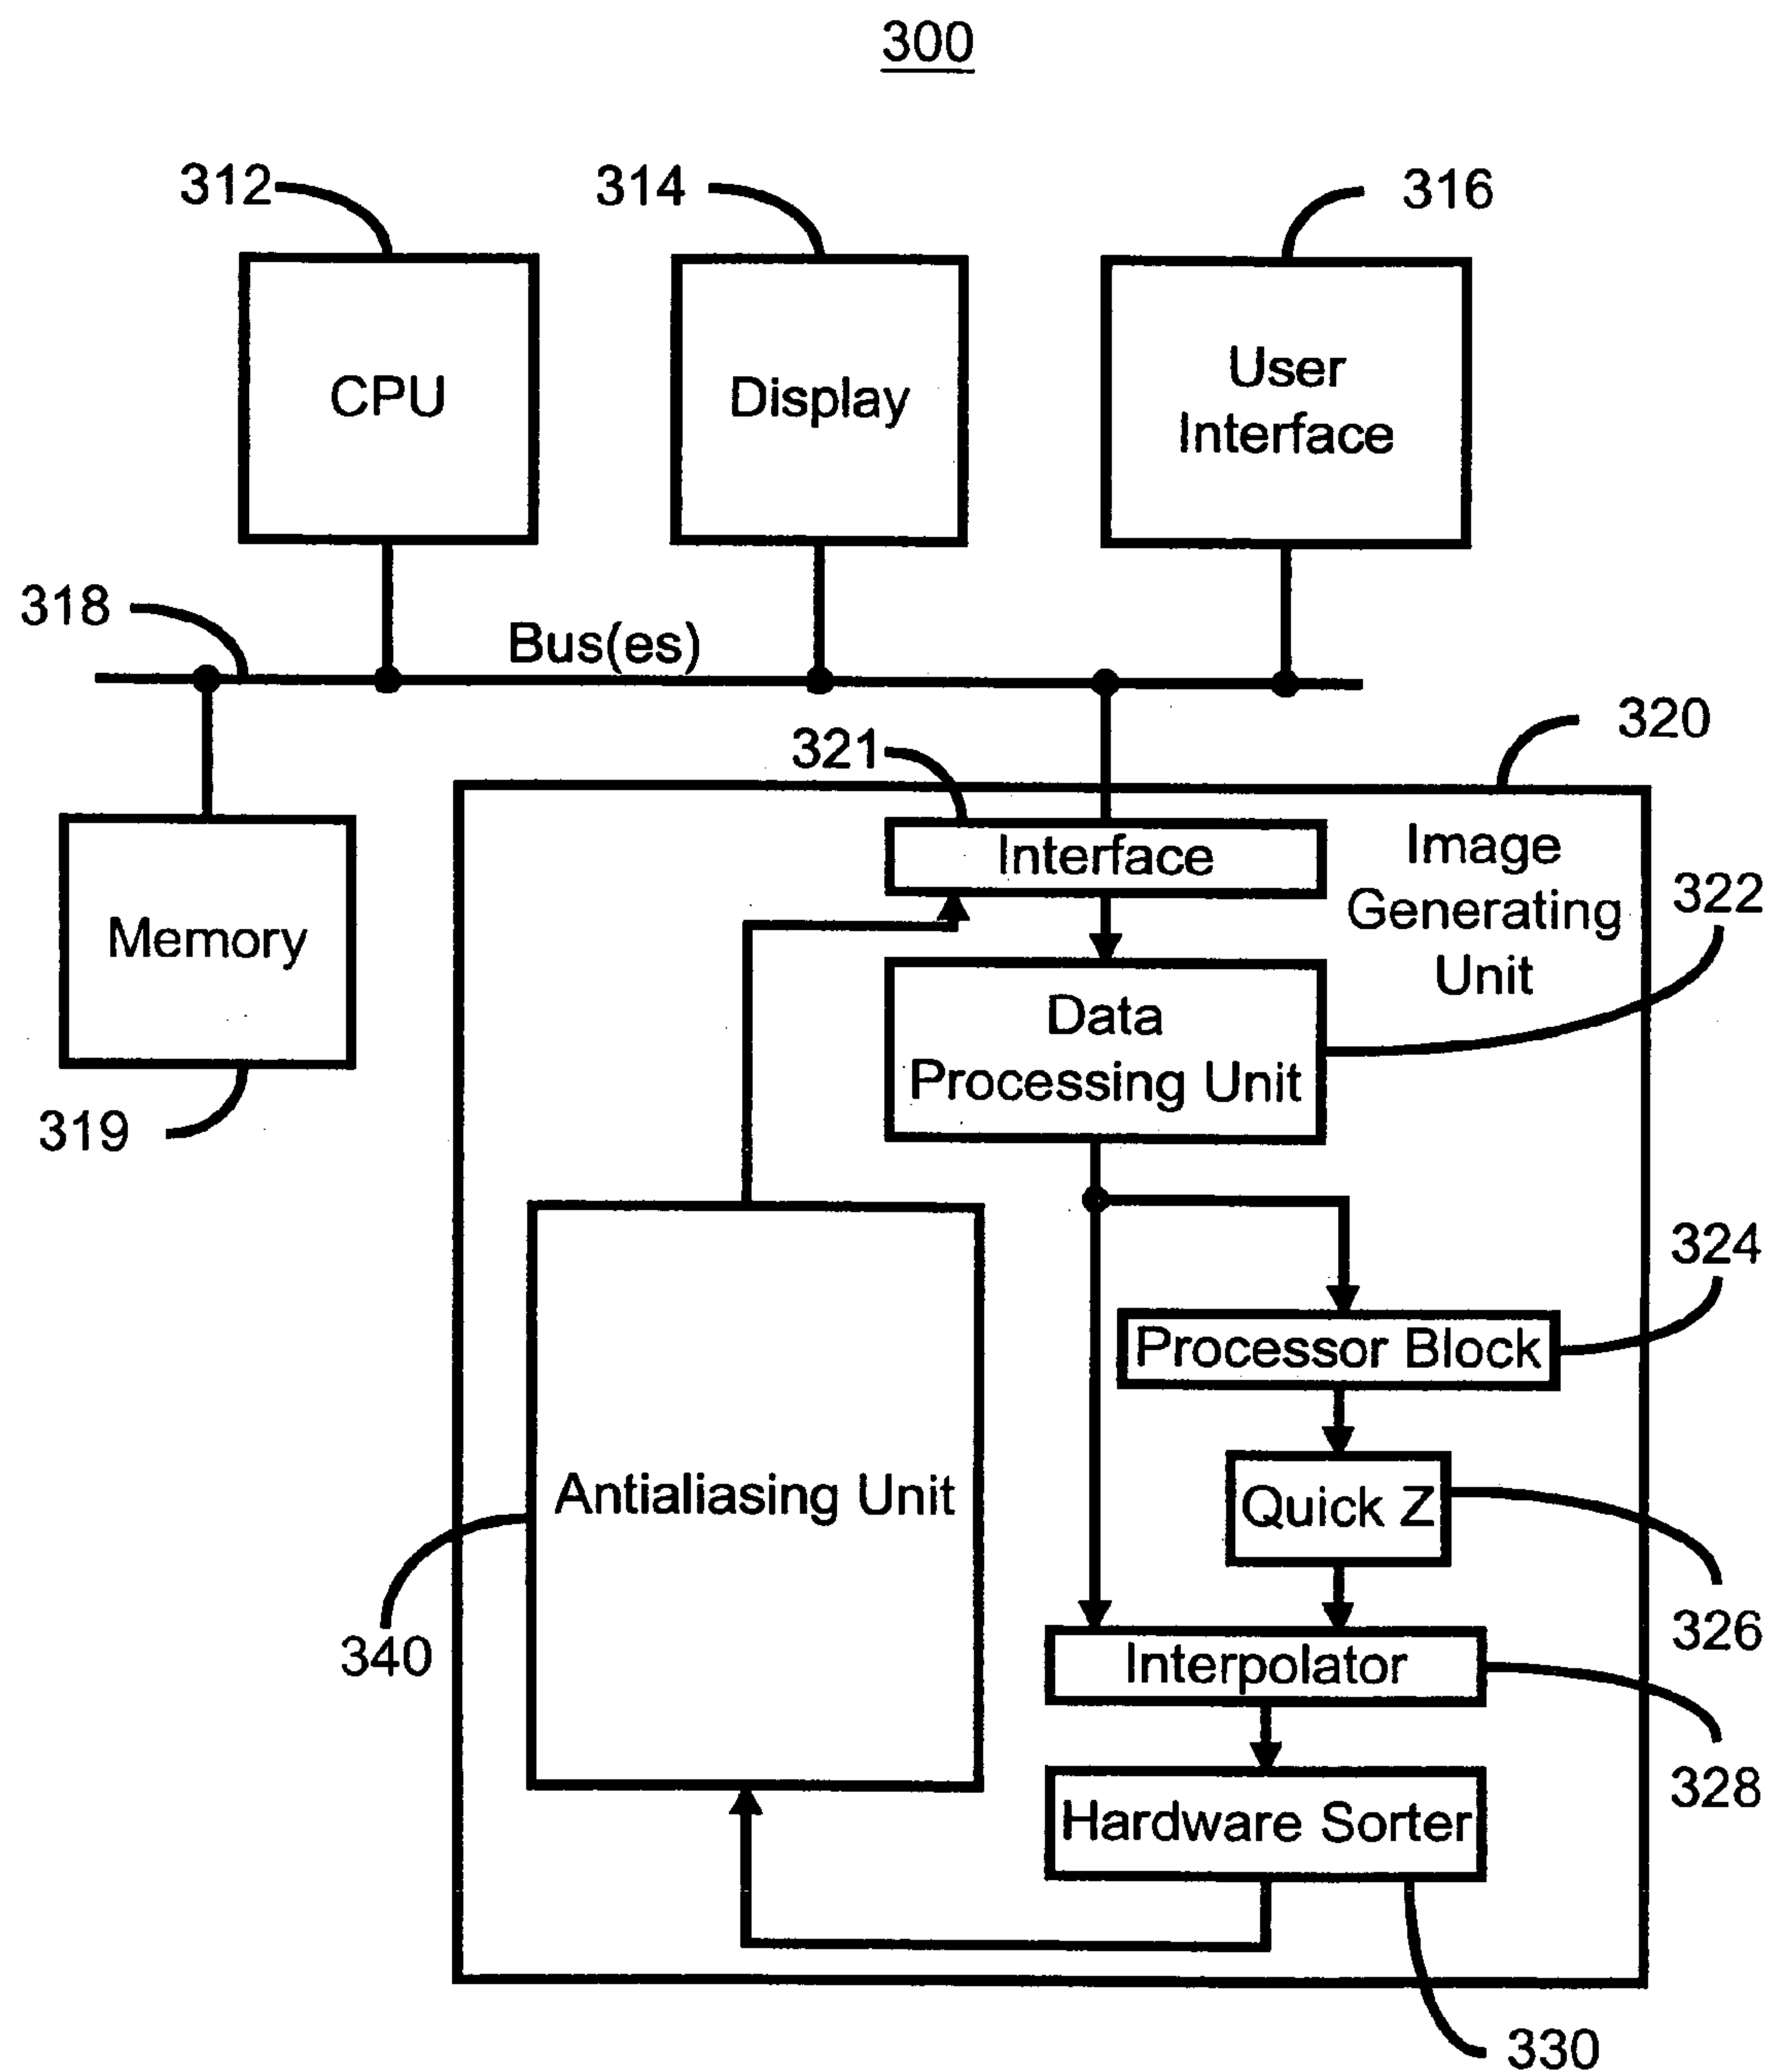 300
312
314
316
CPU
Display
User
Interface
318
Bus(es)
320
321
Interface
Image
Generating
Unit
322
Memory
Data
Processing Unit
319
324
Processor Block
Antialiasing Unit
Quick Z
326
340
Interpolator
328
Hardware Sorter
330